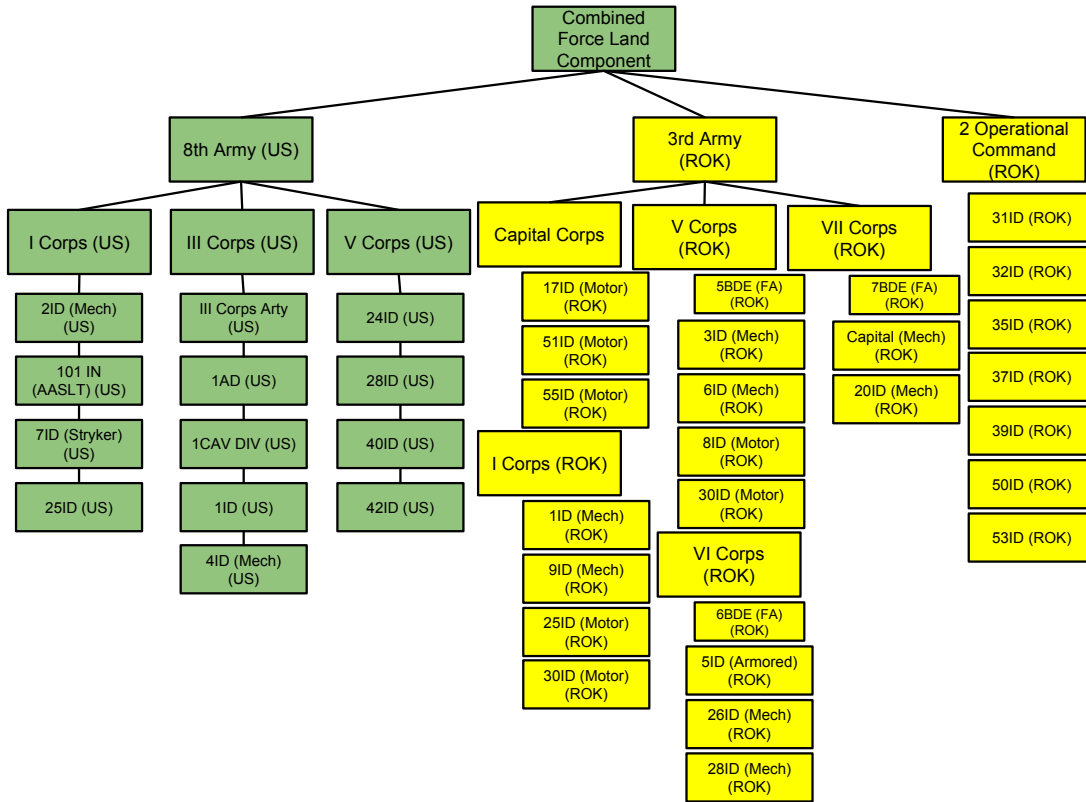 Combined
Force Land
Component
8th Army (US)
3rd Army
(ROK)
2 Operational
Command
(ROK)
I Corps (US)
III Corps (US)
V Corps (US)
Capital Corps
V Corps
(ROK)
VII Corps
(ROK)
2ID (Mech)
(US)
101 IN
(AASLT) (US)
7ID (Stryker)
(US)
25ID (US)
III Corps Arty
(US)
1AD (US)
1CAV DIV (US)
1ID (US)
4ID (Mech)
(US)
24ID (US)
28ID (US)
40ID (US)
42ID (US)
17ID (Motor)
(ROK)
51ID (Motor)
(ROK)
55ID (Motor)
(ROK)
I Corps (ROK)
1ID (Mech)
(ROK)
9ID (Mech)
(ROK)
25ID (Motor)
(ROK)
30ID (Motor)
(ROK)
5BDE (FA)
(ROK)
3ID (Mech)
(ROK)
6ID (Mech)
(ROK)
8ID (Motor)
(ROK)
30ID (Motor)
(ROK)
VI Corps
(ROK)
6BDE (FA)
(ROK)
5ID (Armored)
(ROK)
26ID (Mech)
(ROK)
28ID (Mech)
(ROK)
7BDE (FA)
(ROK)
Capital (Mech)
(ROK)
20ID (Mech)
(ROK)
31ID (ROK)
32ID (ROK)
35ID (ROK)
37ID (ROK)
39ID (ROK)
50ID (ROK)
53ID (ROK)